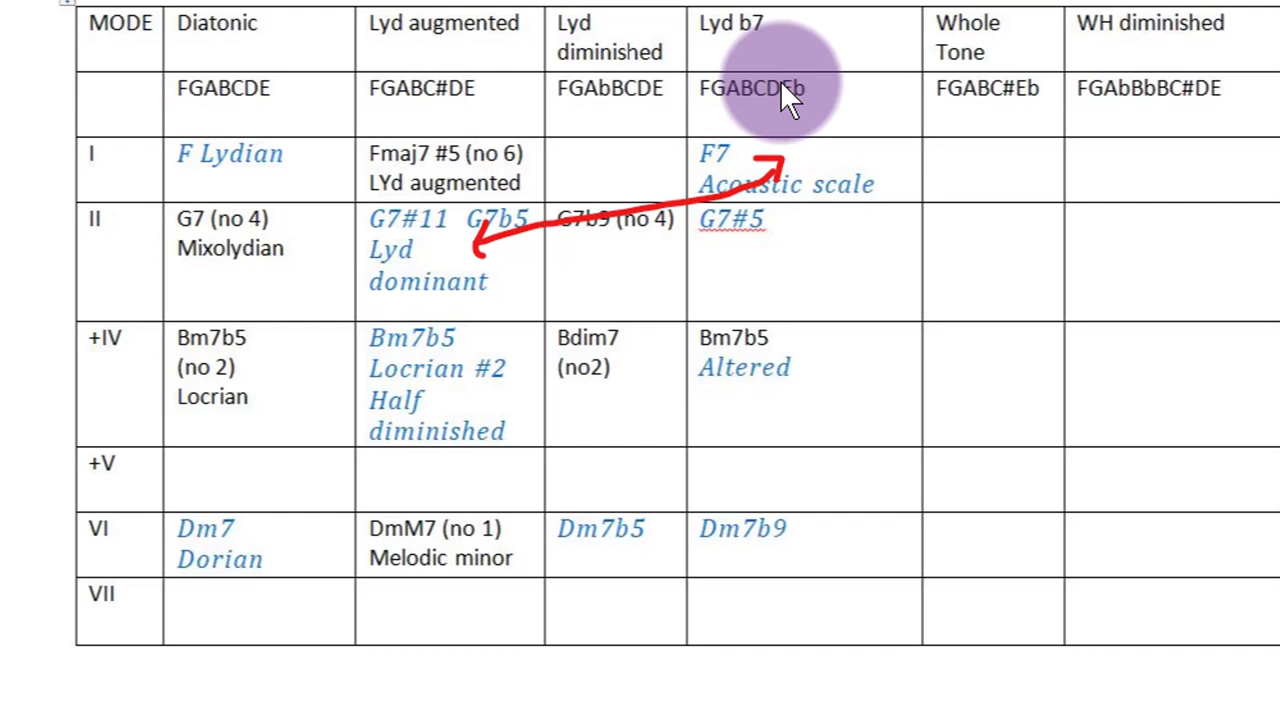 MODE Diatonic Lyd augmented Lyd diminished Lyd b7 Whole Tone WH diminished
FGABCDE FGABC#DE FGAbBCDE FGABCDEb FGABC#Eb FGAbBbBC#DE
I F Lydian Fmaj7 #5 (no 6) F7
LYd augmented Acoustic scale
II G7 (no 4) G7#11 G7b5 G7b9 (no 4) G7#5
Mixolydian Lyd
dominant
+IV Bm7b5 Bm7b5 Bdim7 Bm7b5
(no 2) Locrian #2 (no2) Altered
Locrian Half
diminished
+V
VI Dm7 DmM7 (no 1) Dm7b5 Dm7b9
Dorian Melodic minor
VII